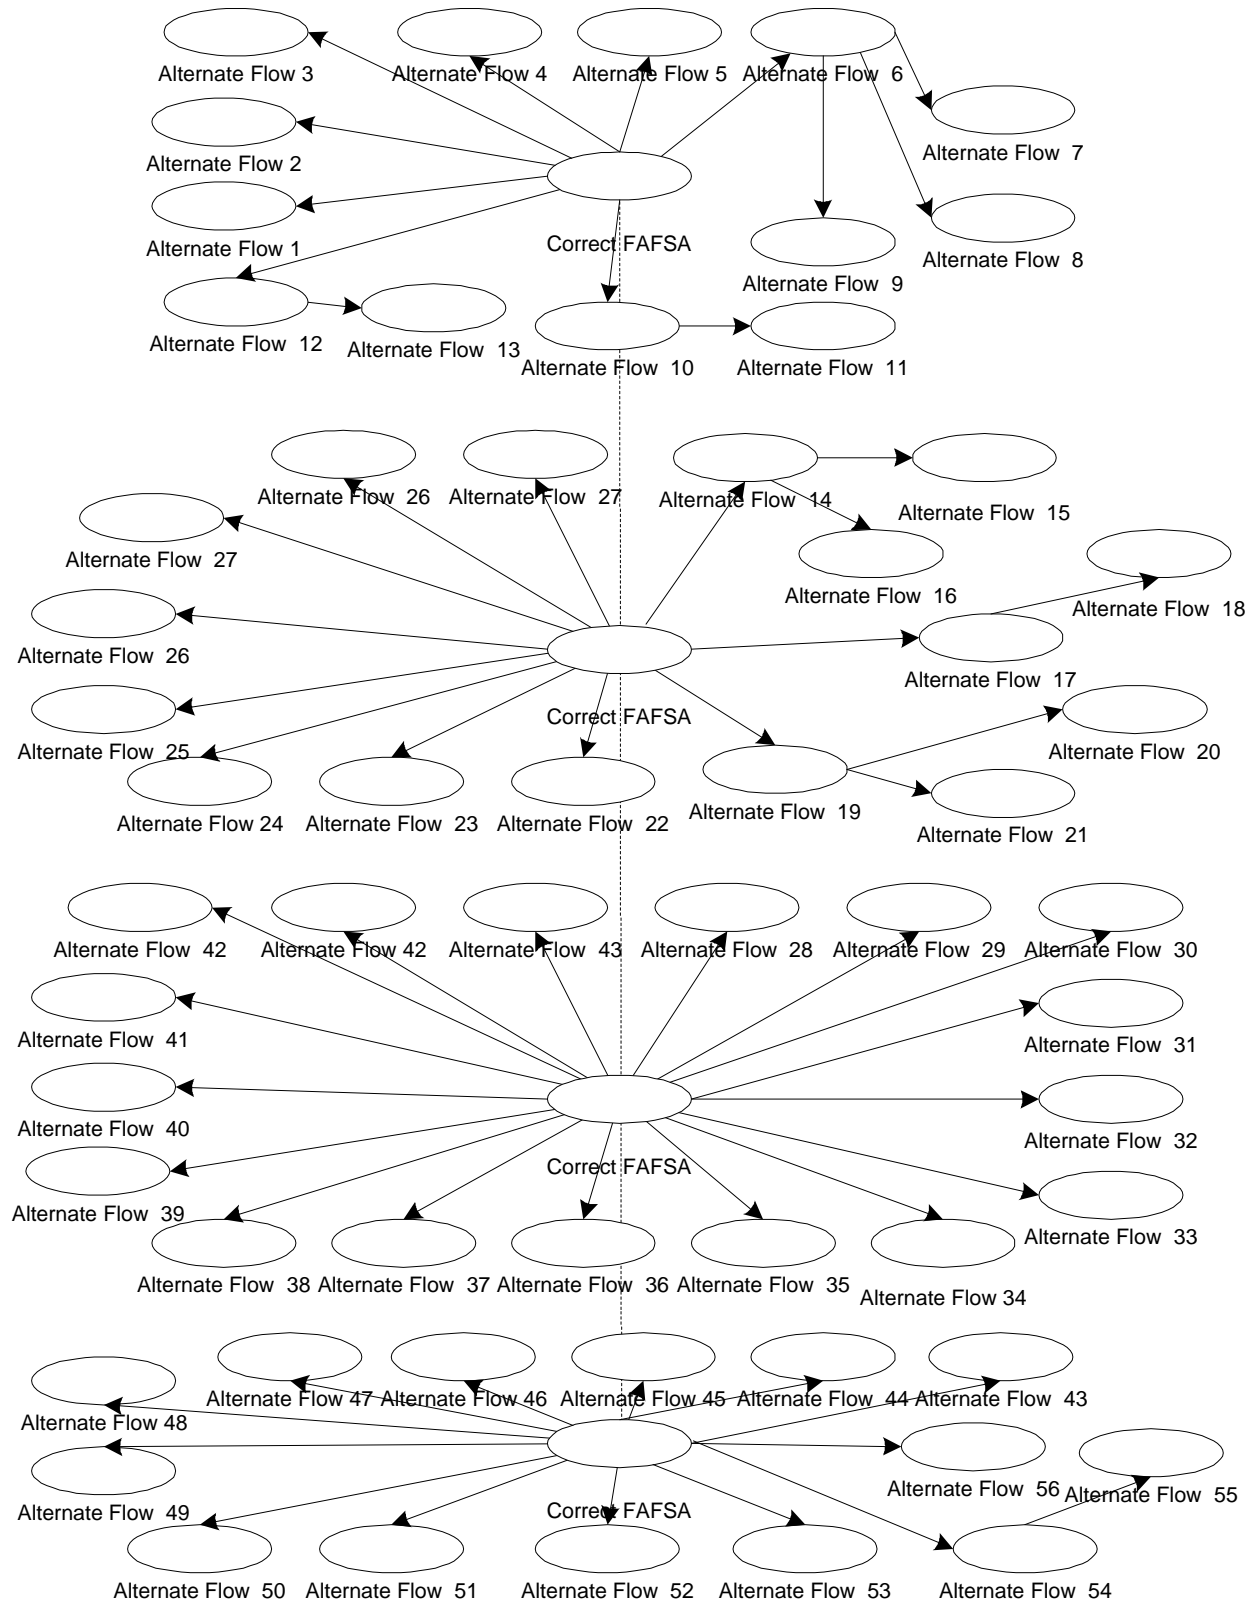 Alternate Flow 3
Alternate Flow 4
Alternate Flow 5
Alternate Flow 6
Alternate Flow 7
Alternate Flow 2
Alternate Flow 1
Correct FAFSA
Alternate Flow 8
Alternate Flow 9
Alternate Flow 12
Alternate Flow 13
Alternate Flow 10
Alternate Flow 11
Alternate Flow 26
Alternate Flow 27
Alternate Flow 14
Alternate Flow 15
Alternate Flow 27
Alternate Flow 16
Alternate Flow 18
Alternate Flow 26
Alternate Flow 17
Correct FAFSA
Alternate Flow 25
Alternate Flow 20
Alternate Flow 24
Alternate Flow 23
Alternate Flow 22
Alternate Flow 19
Alternate Flow 21
Alternate Flow 42
Alternate Flow 42
Alternate Flow 43
Alternate Flow 28
Alternate Flow 29
Alternate Flow 30
Alternate Flow 41
Alternate Flow 31
Alternate Flow 40
Alternate Flow 32
Correct FAFSA
Alternate Flow 39
Alternate Flow 33
Alternate Flow 38
Alternate Flow 37
Alternate Flow 36
Alternate Flow 35
Alternate Flow 34
Alternate Flow 48
Alternate Flow 47
Alternate Flow 46
Alternate Flow 45
Alternate Flow 44
Alternate Flow 43
Alternate Flow 49
Correct FAFSA
Alternate Flow 56
Alternate Flow 55
Alternate Flow 50
Alternate Flow 51
Alternate Flow 52
Alternate Flow 53
Alternate Flow 54